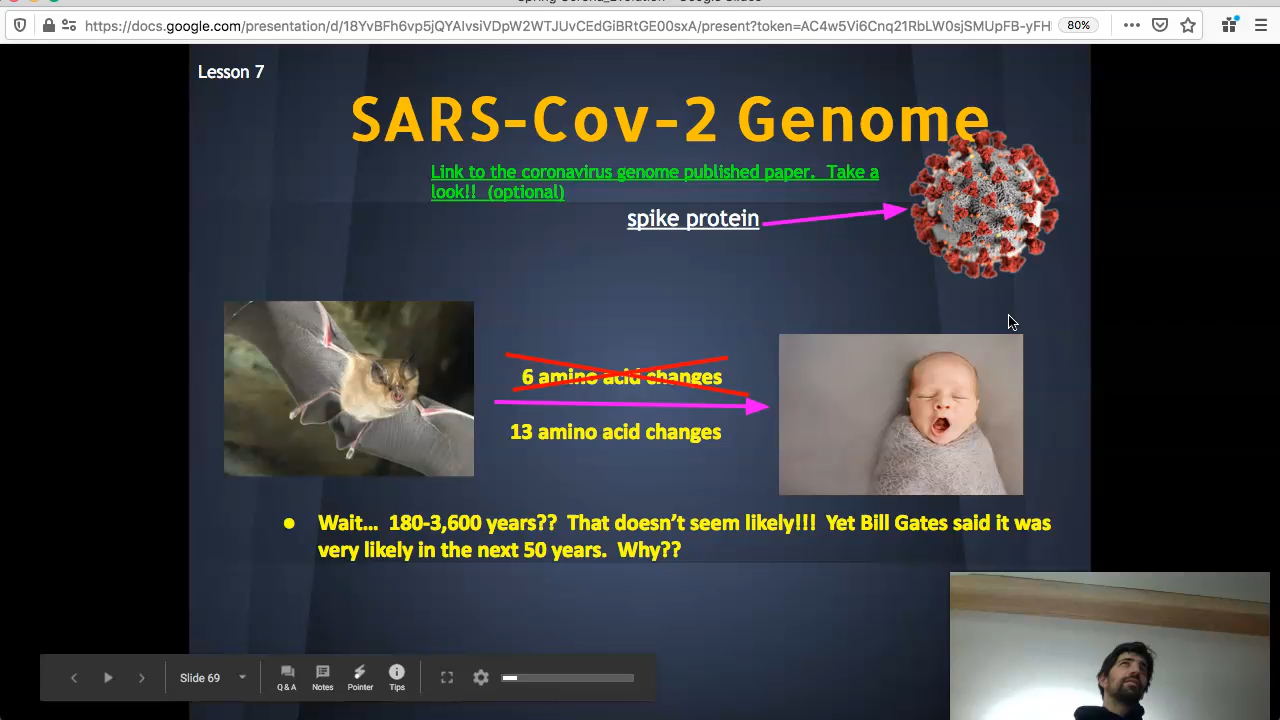 https://docs.google.com/presentation/d/18YvBFh6vp5jQYAIvsIVDpW2WTJUvCEdGiBRtGE00sxA/present?token=AC4w5Vi6Cnq21RbLW0sjSMUpFB-yFH
80%
Lesson 7
SARS-Cov-2 Genome
Link to the coronavirus genome published paper. Take a
look!! (optional)
spike protein
6 amino acid changes
13 amino acid changes
● Wait... 180-3,600 years?? That doesn't seem likely!!! Yet Bill Gates said it was
very likely in the next 50 years. Why??
Slide 69
Q & A
Notes
Pointer
Tips